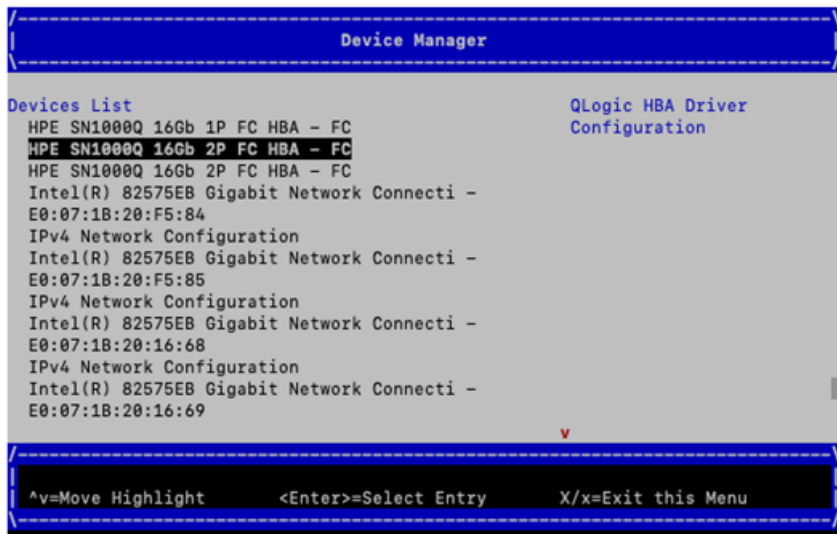 Device Manager
Devices List
QLogic HBA Driver
Configuration
HPE SN1000Q 16Gb 1P FC HBA - FC
HPE SN1000Q 16Gb 2P FC HBA - FC
HPE SN1000Q 16Gb 2P FC HBA - FC
Intel(R) 82575EB Gigabit Network Connecti -
E0:07:1B:20:F5:84
IPv4 Network Configuration
Intel(R) 82575EB Gigabit Network Connecti -
E0:07:1B:20:F5:85
IPv4 Network Configuration
Intel(R) 82575EB Gigabit Network Connecti -
E0:07:1B:20:16:68
IPv4 Network Configuration
Intel(R) 82575EB Gigabit Network Connecti -
E0:07:1B:20:16:69
v
^v=Move Highlight <Enter>=Select Entry X/x=Exit this Menu